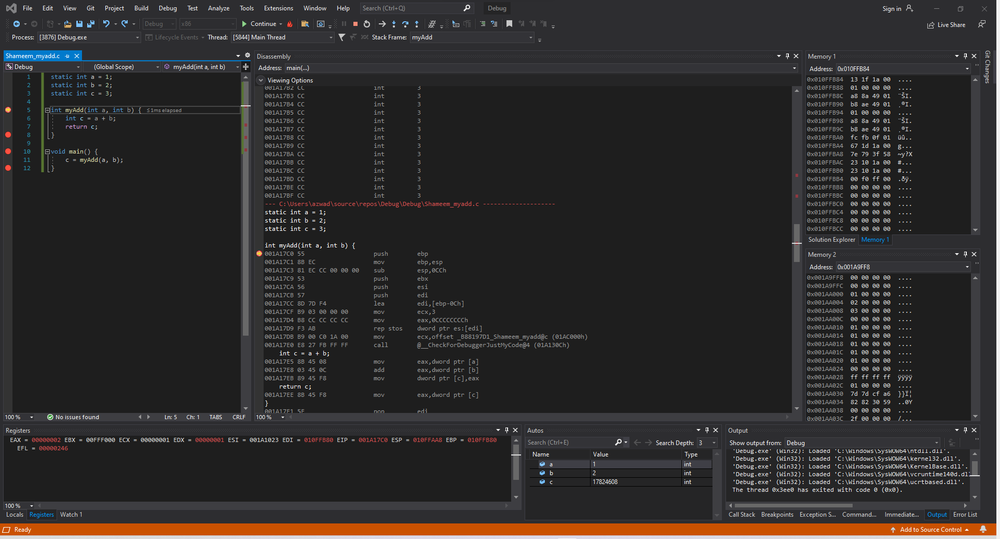 File Edit View Git Project Build Debug Test Analyze Tools Extensions Window Help Search (Ctrl+Q) Debug Sign in
Debug x86 Continue Live Share
Process: [3876] Debug.exe Lifecycle Events Thread: [5844] Main Thread Stack Frame: myAdd
Shameem_myadd.c
Debug (Global Scope) myAdd(int a, int b)
1 static int a = 1;
2 static int b = 2;
3 static int c = 3;
4
5 int myAdd(int a, int b) { ≤1ms elapsed
6 int c = a + b;
7 return c;
8 }
9
10 void main() {
11 c = myAdd(a, b);
12 }
100 % No issues found Ln: 5 Ch: 1 TABS CRLF
Disassembly
Address: main(...)
Viewing Options
001A17B2 CC int 3
001A17B3 CC int 3
001A17B4 CC int 3
001A17B5 CC int 3
001A17B6 CC int 3
001A17B7 CC int 3
001A17B8 CC int 3
001A17B9 CC int 3
001A17BA CC int 3
001A17BB CC int 3
001A17BC CC int 3
001A17BD CC int 3
001A17BE CC int 3
001A17BF CC int 3
--- C:\Users\azwad\source\repos\Debug\Debug\Shameem_myadd.c --------------------
static int a = 1;
static int b = 2;
static int c = 3;
int myAdd(int a, int b) {
001A17C0 55 push ebp
001A17C1 8B EC mov ebp,esp
001A17C3 81 EC CC 00 00 00 sub esp,0CCh
001A17C9 53 push ebx
001A17CA 56 push esi
001A17CB 57 push edi
001A17CC 8D 7D F4 lea edi,[ebp-0Ch]
001A17CF B9 03 00 00 00 mov ecx,3
001A17D4 B8 CC CC CC CC mov eax,0CCCCCCCCh
001A17D9 F3 AB rep stos dword ptr es:[edi]
001A17DB B9 00 C0 1A 00 mov ecx,offset _B88197D1_Shameem_myadd@c (01AC000h)
001A17E0 E8 27 FB FF FF call @__CheckForDebuggerJustMyCode@4 (01A130Ch)
int c = a + b;
001A17E5 8B 45 08 mov eax,dword ptr [a]
001A17E8 03 45 0C add eax,dword ptr [b]
001A17EB 89 45 F8 mov dword ptr [c],eax
return c;
001A17EE 8B 45 F8 mov eax,dword ptr [c]
}
001A17F1 5F pop edi
100 %
Memory 1
Address: 0x010FFB84
0x010FFB84 13 1f 1a 00 ....
0x010FFB88 01 00 00 00 ....
0x010FFB8C a8 8a 49 01 ¨ŠI.
0x010FFB90 b8 ae 49 01 ¸®I.
0x010FFB94 01 00 00 00 ....
0x010FFB98 a8 8a 49 01 ¨ŠI.
0x010FFB9C b8 ae 49 01 ¸®I.
0x010FFBA0 fc fb 0f 01 üû..
0x010FFBA4 67 1d 1a 00 g...
0x010FFBA8 7e 79 3f 58 ~y?X
0x010FFBAC 23 10 1a 00 #...
0x010FFBB0 23 10 1a 00 #...
0x010FFBB4 00 f0 ff 00 .ðÿ.
0x010FFBB8 00 00 00 00 ....
0x010FFBBC 00 00 00 00 ....
0x010FFBC0 00 00 00 00 ....
0x010FFBC4 00 00 00 00 ....
0x010FFBC8 00 00 00 00 ....
0x010FFBCC 00 00 00 00 ....
Solution Explorer Memory 1
Git Changes
Memory 2
Address: 0x001A9FF8
0x001A9FF8 00 00 00 00 ....
0x001A9FFC 00 00 00 00 ....
0x001AA000 01 00 00 00 ....
0x001AA004 02 00 00 00 ....
0x001AA008 03 00 00 00 ....
0x001AA00C 00 00 00 00 ....
0x001AA010 01 00 00 00 ....
0x001AA014 01 00 00 00 ....
0x001AA018 01 00 00 00 ....
0x001AA01C 01 00 00 00 ....
0x001AA020 01 00 00 00 ....
0x001AA024 00 00 00 00 ....
0x001AA028 ff ff ff ff ÿÿÿÿ
0x001AA02C 01 00 00 00 ....
0x001AA030 7d 7d cf a6 }}Ï¦
0x001AA034 82 82 30 59 ..0Y
0x001AA038 00 00 00 00 ....
0x001AA03C 2f 00 00 00 /...
Registers
EAX = 00000002 EBX = 00FFF000 ECX = 00000001 EDX = 00000001 ESI = 001A1023 EDI = 010FFB80 EIP = 001A17C0 ESP = 010FFAA8 EBP = 010FFB80
EFL = 00000246
100 %
Locals Registers Watch 1
Autos
Search (Ctrl+E) Search Depth: 3
Name Value Type
a 1 int
b 2 int
c 17824608 int
Output
Show output from: Debug
'Debug.exe' (Win32): Loaded 'C:\Windows\SysWOW64\ntdll.dll'.
'Debug.exe' (Win32): Loaded 'C:\Windows\SysWOW64\kernel32.dll'.
'Debug.exe' (Win32): Loaded 'C:\Windows\SysWOW64\KernelBase.dll'.
'Debug.exe' (Win32): Loaded 'C:\Windows\SysWOW64\vcruntime140d.dll
'Debug.exe' (Win32): Loaded 'C:\Windows\SysWOW64\ucrtbased.dll'.
The thread 0x3ee0 has exited with code 0 (0x0).
Call Stack Breakpoints Exception S... Command... Immediate... Output Error List
Ready Add to Source Control